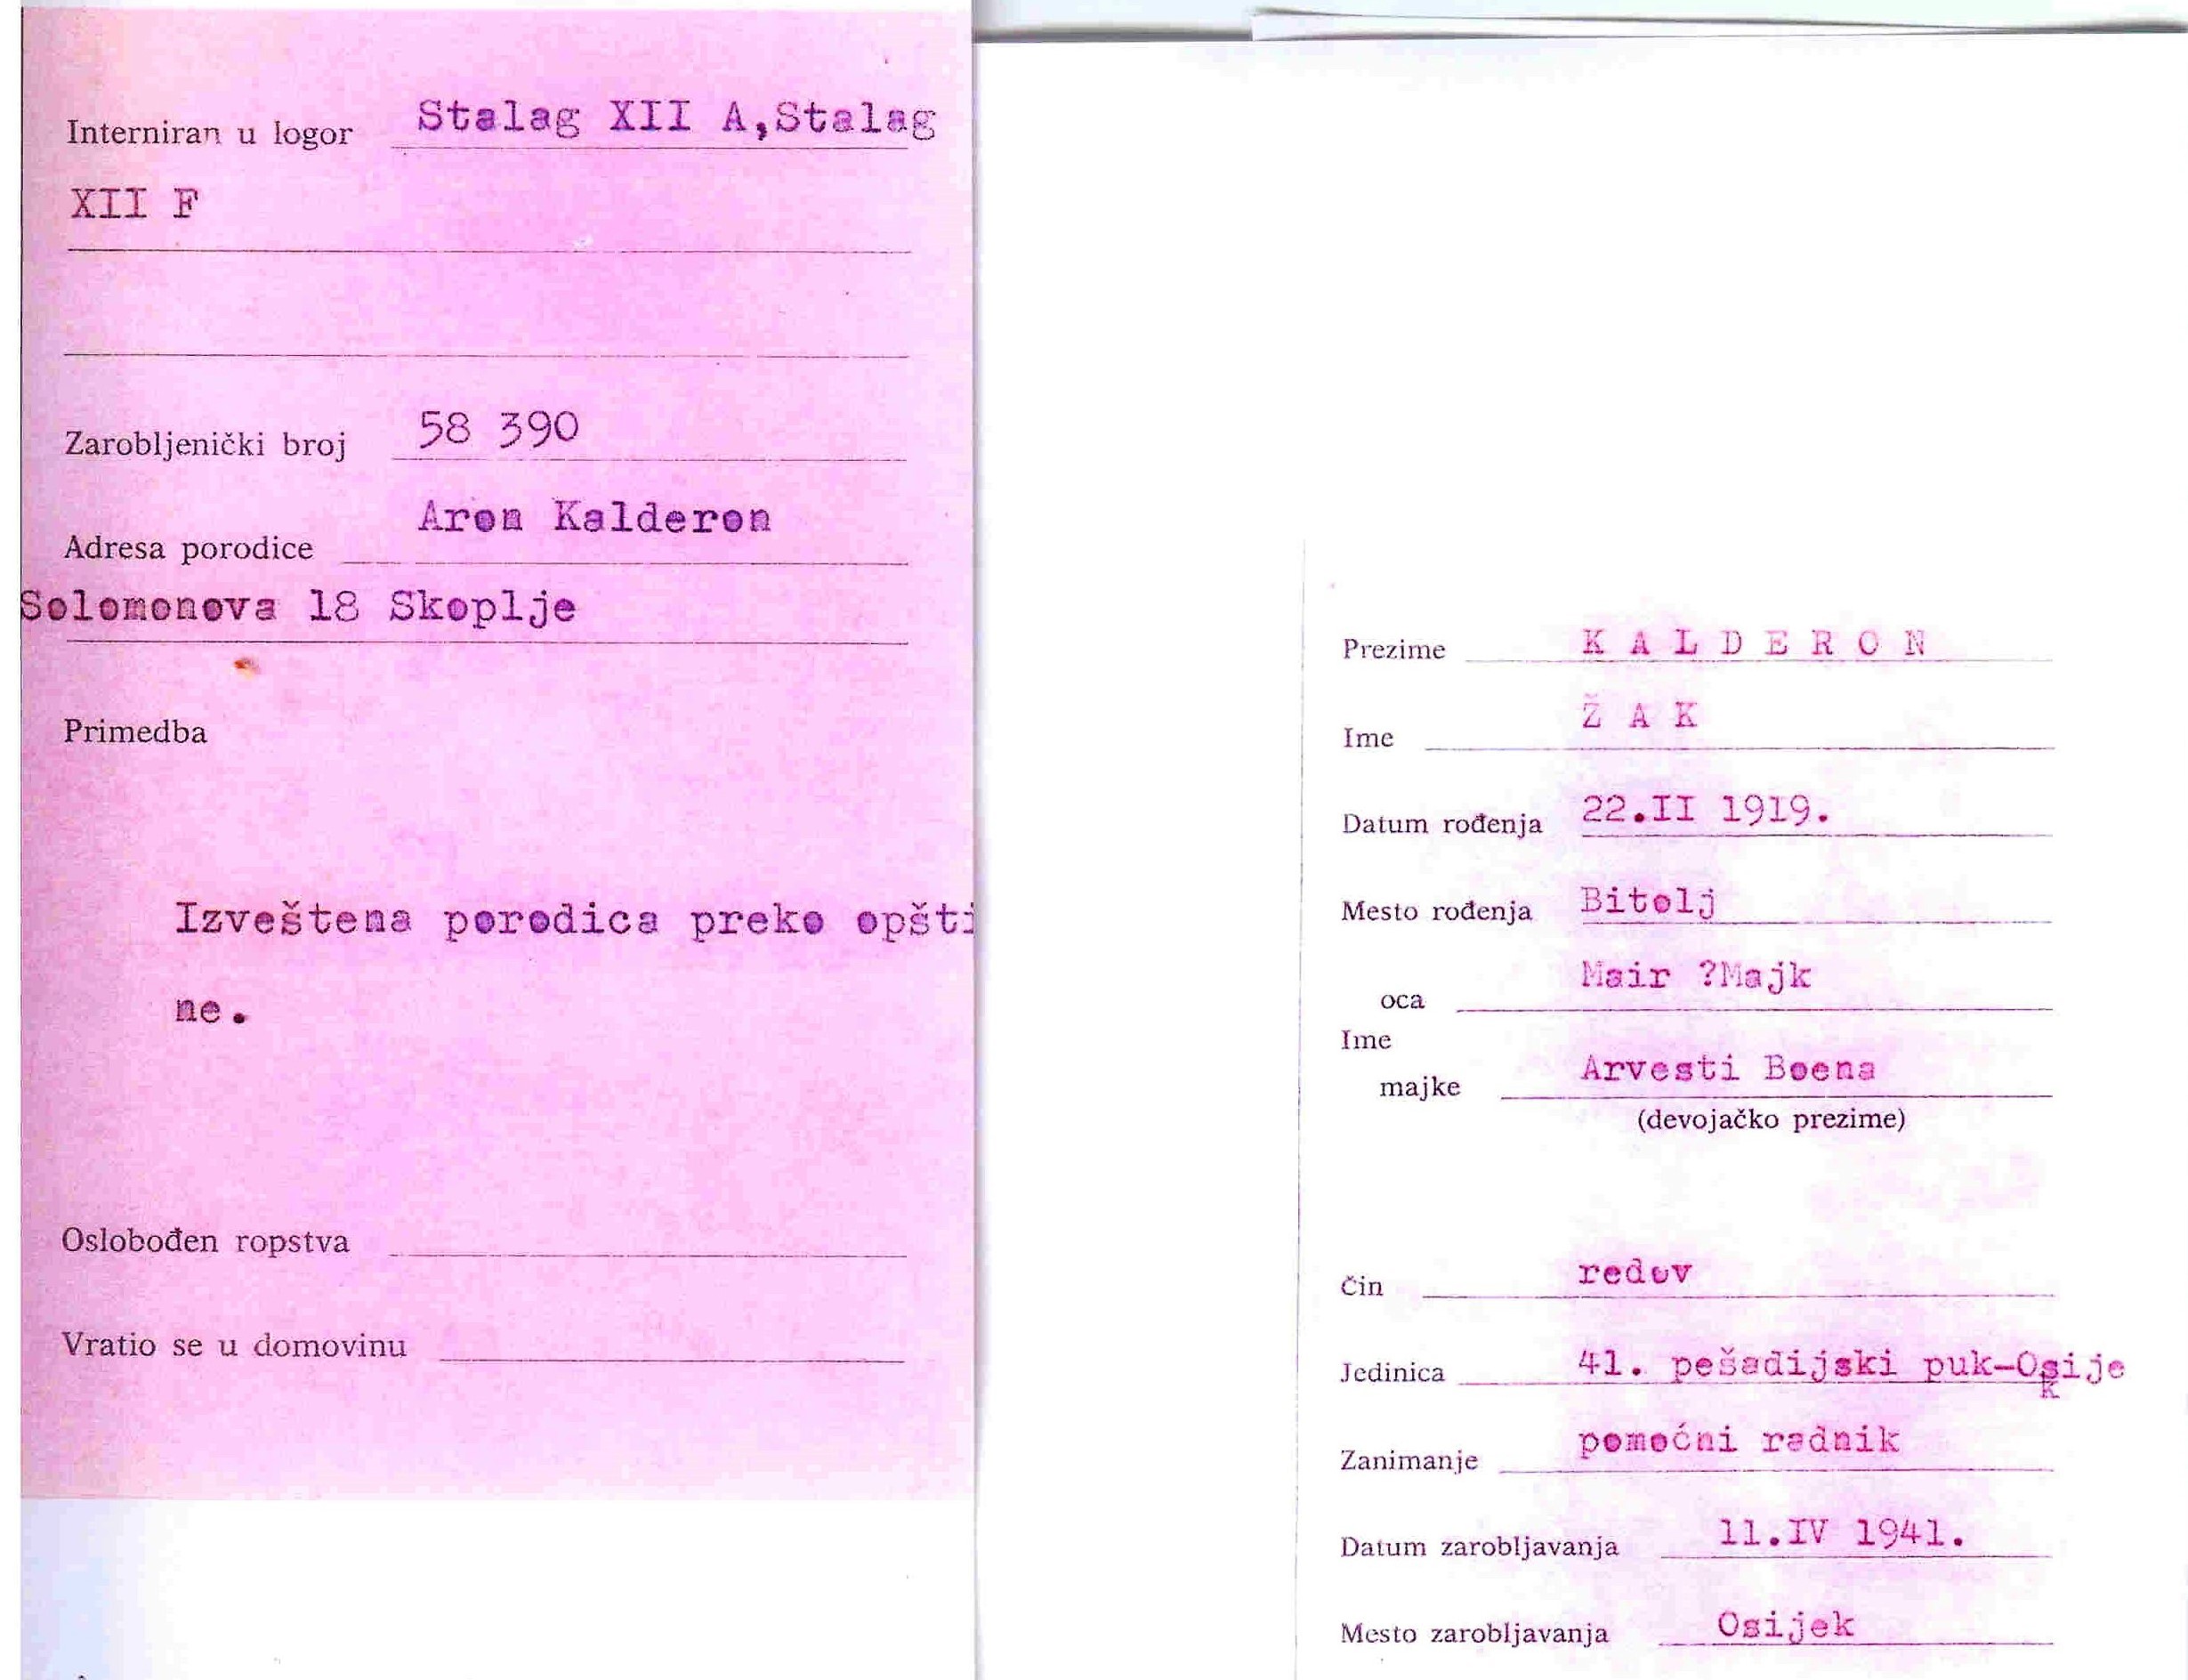 Interniran u logor Stalag XII A,Stalag
XII F
Zarobljenički broj 58 390
Adresa porodice Aron Kalderon
Solomonova 18 Skoplje
Primedba
Izveštena porodica preko opšti
ne.
Oslobođen ropstva
Vratio se u domovinu
Prezime KALDERON
Ime ŽAK
Datum rođenja 22.II 1919.
Mesto rođenja Bitolj
oca Mair ?Majk
Ime
majke Arvesti Boena
(devojačko prezime)
Čin redov
Jedinica 41. pešadijski puk-Osije
k
Zanimanje pomoćni radnik
Datum zarobljavanja 11.IV 1941.
Mesto zarobljavanja Osijek